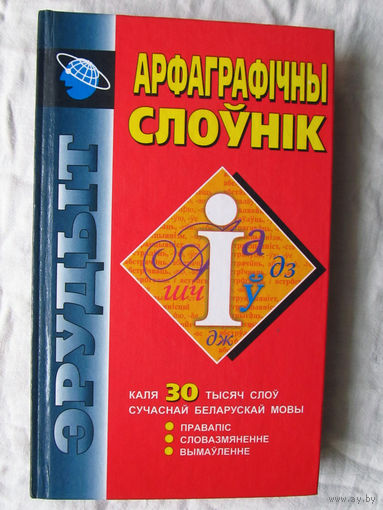 АРФАГРАФІЧНЫ
СЛОЎНІК
ЭРУДЫТ
і
а
дз
шч
ў
дж
КАЛЯ 30 ТЫСЯЧ СЛОЎ
СУЧАСНАЙ БЕЛАРУСКАЙ МОВЫ
ПРАВАПІС
СЛОВАЗМЯНЕННЕ
ВЫМАЎЛЕННЕ
www.ay.by